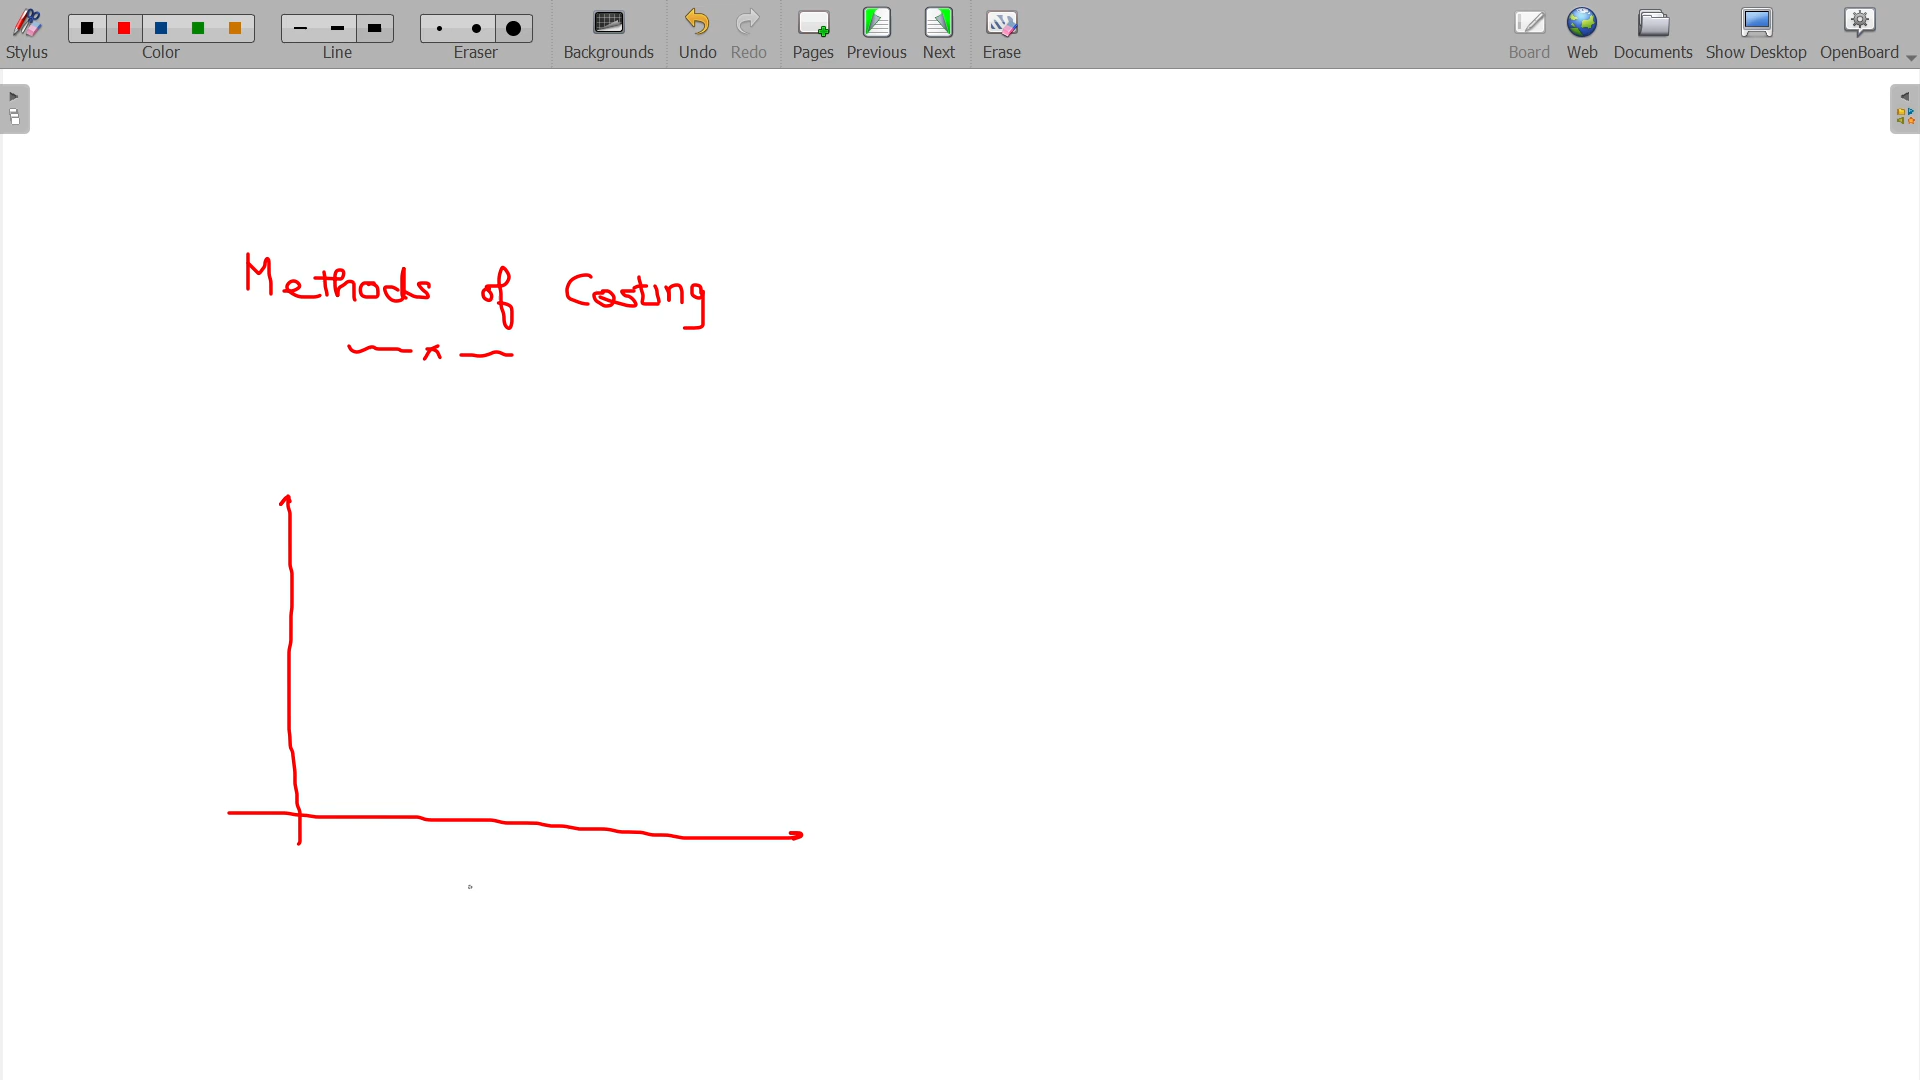 Stylus Color Line Eraser Backgrounds Undo Redo Pages Previous Next Erase Board Web Documents Show Desktop OpenBoard
Methods of Costing